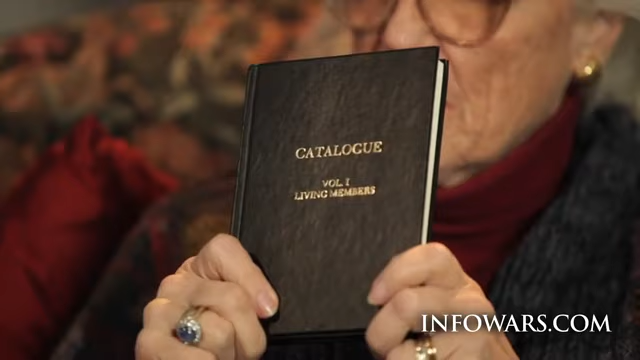 CATALOGUE
VOL. I
LIVING MEMBERS
INFOWARS.COM